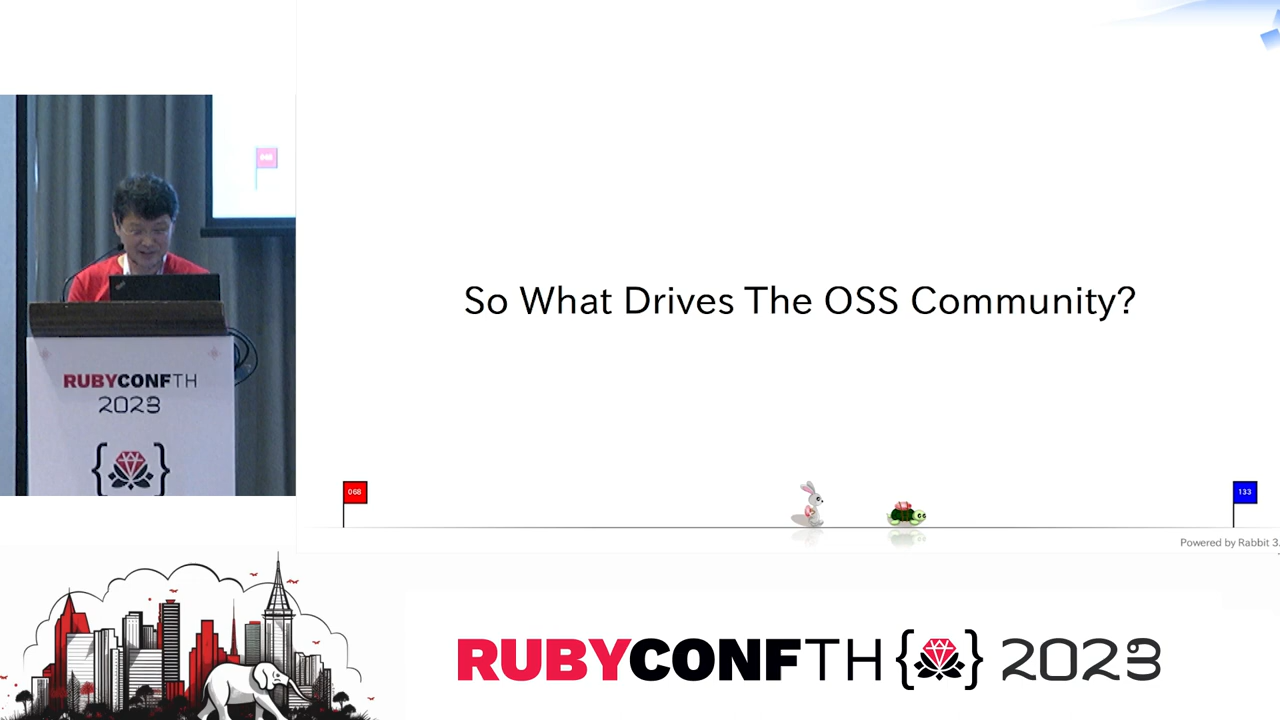 So What Drives The OSS Community?
068
133
Powered by Rabbit 3.
RUBYCONFTH
2023
RUBYCONFTH 2023